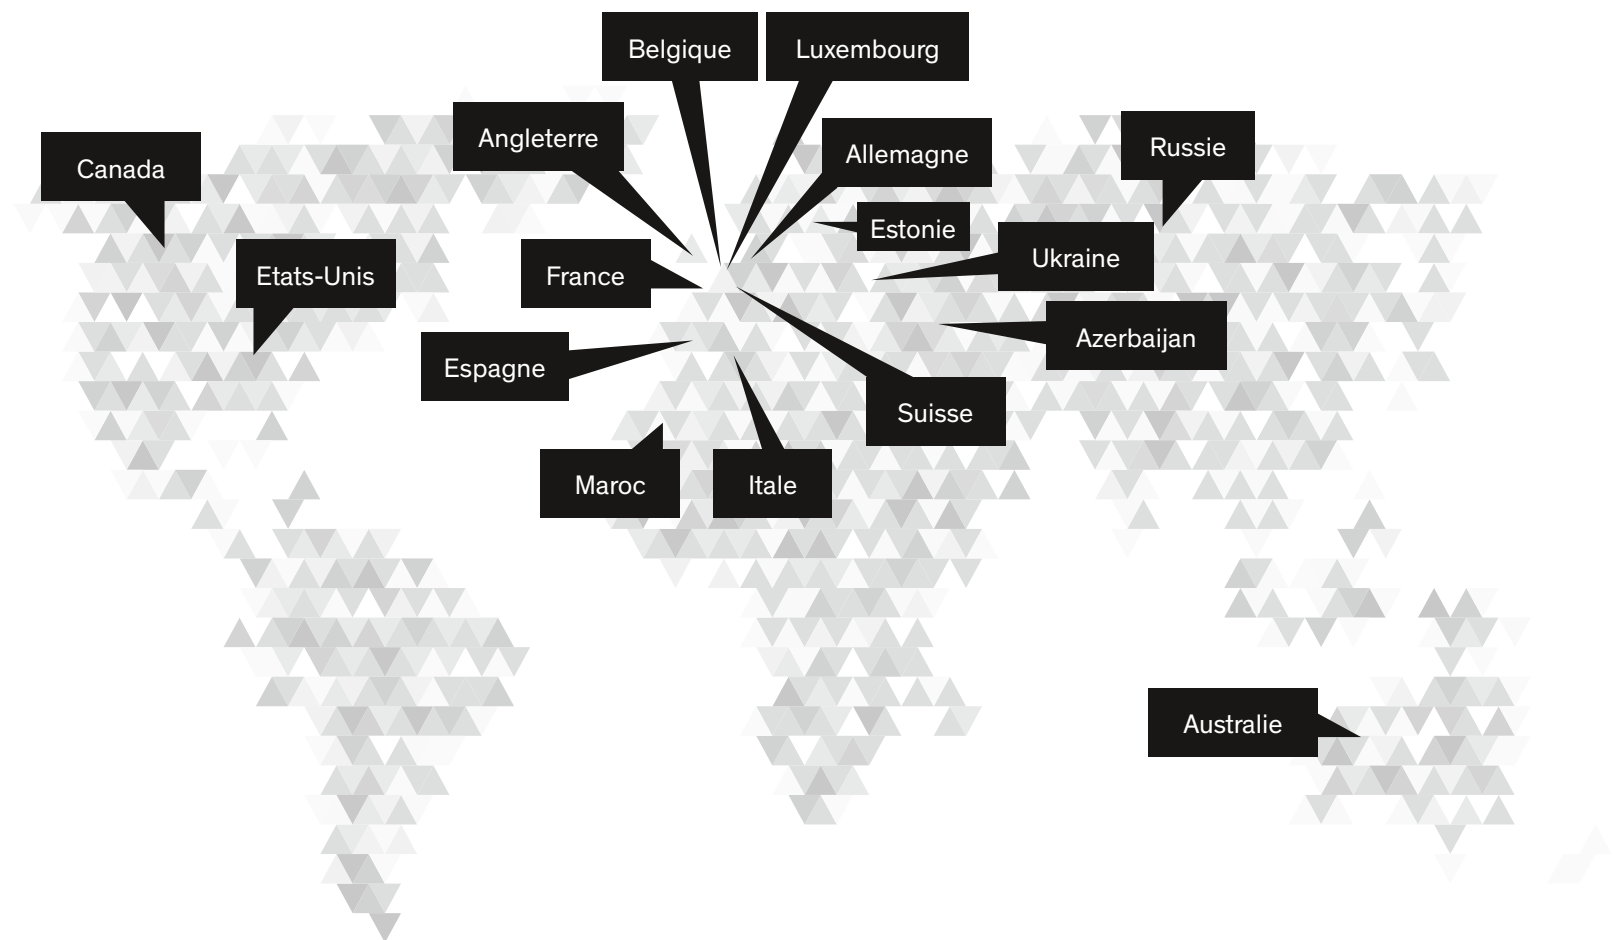 Belgique
Luxembourg
Angleterre
Allemagne
Russie
Canada
Estonie
Ukraine
Etats-Unis
France
Azerbaijan
Espagne
Suisse
Maroc
Itale
Australie